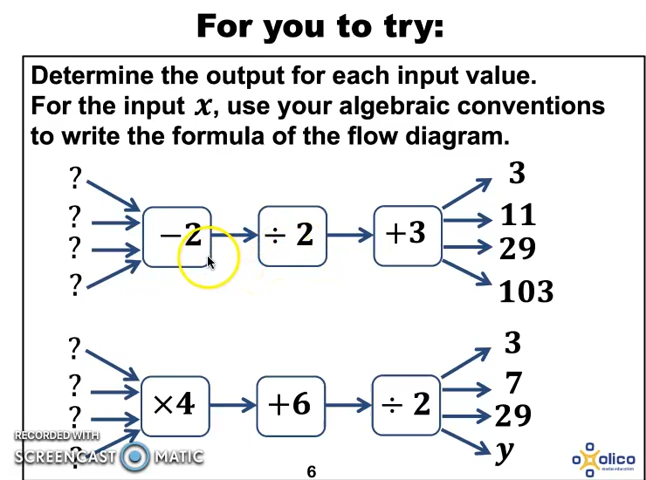 For you to try:
Determine the output for each input value.
For the input x, use your algebraic conventions
to write the formula of the flow diagram.
? 3
? 11
−2 ÷ 2 +3
? 29
? 103
? 3
? 7
×4 +6 ÷ 2
? 29
RECORDED WITH
SCREENCAST MATIC
? y
6
olico